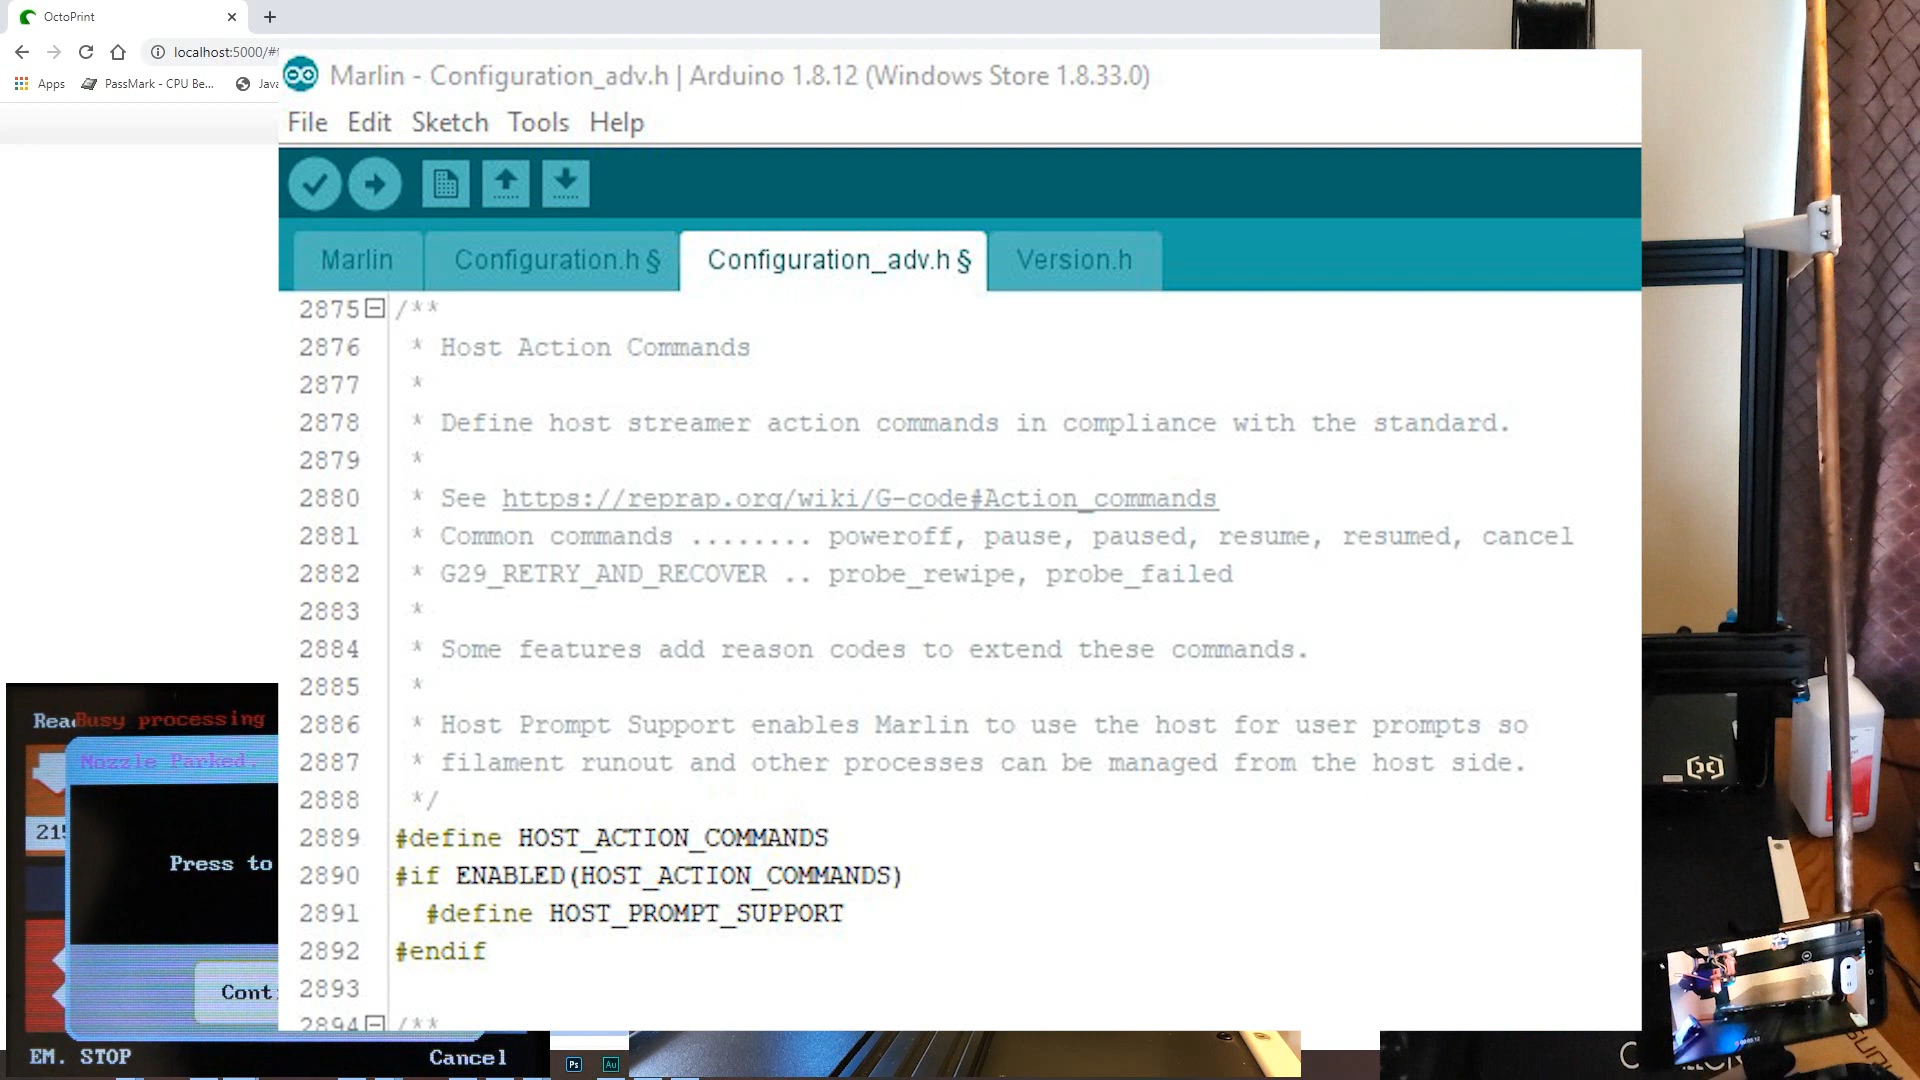 OctoPrint
localhost:5000/#
Apps PassMark - CPU Be... Java
Marlin - Configuration_adv.h | Arduino 1.8.12 (Windows Store 1.8.33.0)
File Edit Sketch Tools Help
Marlin Configuration.h § Configuration_adv.h § Version.h
2875 /**
2876 * Host Action Commands
2877 *
2878 * Define host streamer action commands in compliance with the standard.
2879 *
2880 * See https://reprap.org/wiki/G-code#Action_commands
2881 * Common commands ........ poweroff, pause, paused, resume, resumed, cancel
2882 * G29_RETRY_AND_RECOVER .. probe_rewipe, probe_failed
2883 *
2884 * Some features add reason codes to extend these commands.
2885 *
2886 * Host Prompt Support enables Marlin to use the host for user prompts so
2887 * filament runout and other processes can be managed from the host side.
2888 */
2889 #define HOST_ACTION_COMMANDS
2890 #if ENABLED(HOST_ACTION_COMMANDS)
2891 #define HOST_PROMPT_SUPPORT
2892 #endif
2893
2894 /**
Rea Busy processing
Nozzle Parked.
215
Press to
Cont
EM. STOP Cancel
Ps Au